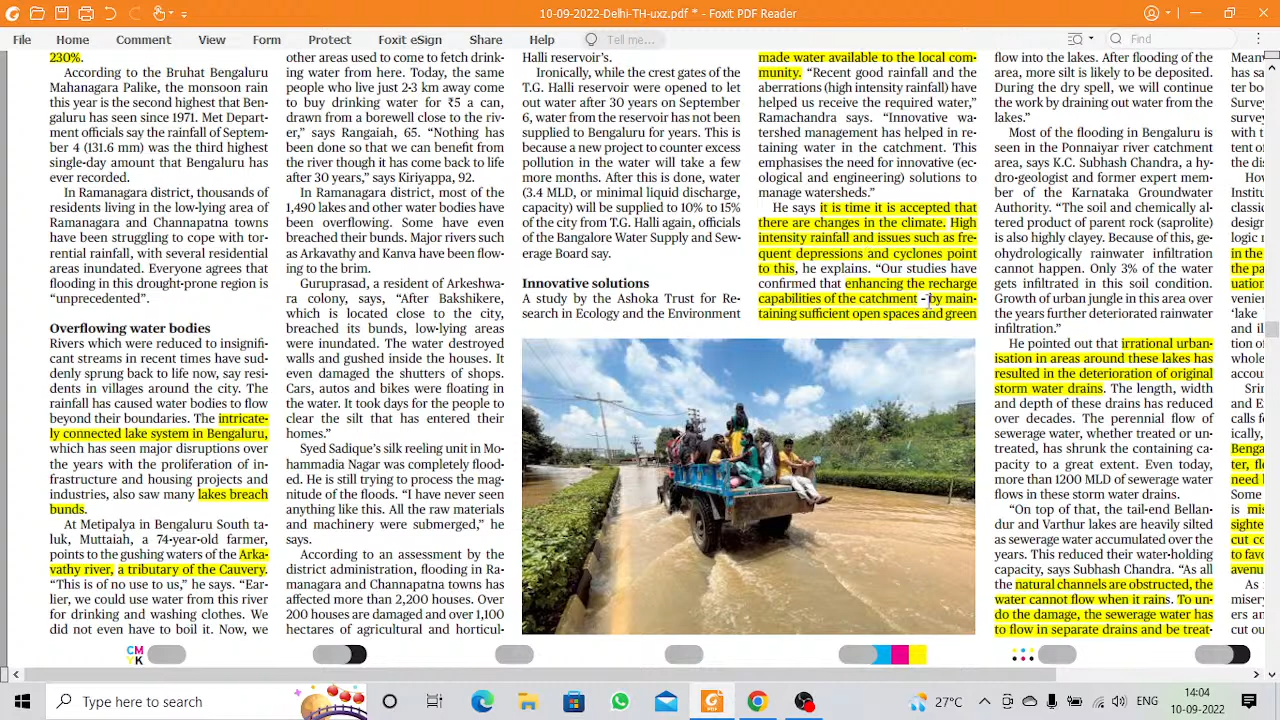 10-09-2022-Delhi-TH-uxz.pdf * - Foxit PDF Reader
File Home Comment View Form Protect Foxit eSign Share Help Tell me... Find
230%.
According to the Bruhat Bengaluru
Mahanagara Palike, the monsoon rain
this year is the second highest that Ben-
galuru has seen since 1971. Met Depart-
ment officials say the rainfall of Septem-
ber 4 (131.6 mm) was the third highest
single-day amount that Bengaluru has
ever recorded.
In Ramanagara district, thousands of
residents living in the low-lying area of
Ramanagara and Channapatna towns
have been struggling to cope with tor-
rential rainfall, with several residential
areas inundated. Everyone agrees that
flooding in this drought-prone region is
“unprecedented”.
Overflowing water bodies
Rivers which were reduced to insignifi-
cant streams in recent times have sud-
denly sprung back to life now, say resi-
dents in villages around the city. The
rainfall has caused water bodies to flow
beyond their boundaries. The intricate-
ly connected lake system in Bengaluru,
which has seen major disruptions over
the years with the proliferation of in-
frastructure and housing projects and
industries, also saw many lakes breach
bunds.
At Metipalya in Bengaluru South ta-
luk, Muttaiah, a 74-year-old farmer,
points to the gushing waters of the Arka-
vathy river, a tributary of the Cauvery.
“This is of no use to us,” he says. “Ear-
lier, we could use water from this river
for drinking and washing clothes. We
did not even have to boil it. Now, we
other areas used to come to fetch drink-
ing water from here. Today, the same
people who live just 2-3 km away come
to buy drinking water for ₹5 a can,
drawn from a borewell close to the riv-
er,” says Rangaiah, 65. “Nothing has
been done so that we can benefit from
the river though it has come back to life
after 30 years,” says Kiriyappa, 92.
In Ramanagara district, most of the
1,490 lakes and other water bodies have
been overflowing. Some have even
breached their bunds. Major rivers such
as Arkavathy and Kanva have been flow-
ing to the brim.
Guruprasad, a resident of Arkeshwa-
ra colony, says, “After Bakshikere,
which is located close to the city,
breached its bunds, low-lying areas
were inundated. The water destroyed
walls and gushed inside the houses. It
even damaged the shutters of shops.
Cars, autos and bikes were floating in
the water. It took days for the people to
clear the silt that has entered their
homes.”
Syed Sadique’s silk reeling unit in Mo-
hammadia Nagar was completely flood-
ed. He is still trying to process the mag-
nitude of the floods. “I have never seen
anything like this. All the raw materials
and machinery were submerged,” he
says.
According to an assessment by the
district administration, flooding in Ra-
managara and Channapatna towns has
affected more than 2,200 houses. Over
200 houses are damaged and over 1,100
hectares of agricultural and horticul-
Halli reservoir’s.
Ironically, while the crest gates of the
T.G. Halli reservoir were opened to let
out water after 30 years on September
6, water from the reservoir has not been
supplied to Bengaluru for years. This is
because a new project to counter excess
pollution in the water will take a few
more months. After this is done, water
(3.4 MLD, or minimal liquid discharge,
capacity) will be supplied to 10% to 15%
of the city from T.G. Halli again, officials
of the Bangalore Water Supply and Sew-
erage Board say.
Innovative solutions
A study by the Ashoka Trust for Re-
search in Ecology and the Environment
made water available to the local com-
munity. “Recent good rainfall and the
aberrations (high intensity rainfall) have
helped us receive the required water,”
Ramachandra says. “Innovative wa-
tershed management has helped in re-
taining water in the catchment. This
emphasises the need for innovative (ec-
ological and engineering) solutions to
manage watersheds.”
He says it is time it is accepted that
there are changes in the climate. High
intensity rainfall and issues such as fre-
quent depressions and cyclones point
to this, he explains. “Our studies have
confirmed that enhancing the recharge
capabilities of the catchment - by main-
taining sufficient open spaces and green
flow into the lakes. After flooding of the
area, more silt is likely to be deposited.
During the dry spell, we will continue
the work by draining out water from the
lakes.”
Most of the flooding in Bengaluru is
seen in the Ponnaiyar river catchment
area, says K.C. Subhash Chandra, a hy-
dro-geologist and former expert mem-
ber of the Karnataka Groundwater
Authority. “The soil and chemically al-
tered product of parent rock (saprolite)
is also highly clayey. Because of this, ge-
ohydrologically rainwater infiltration
cannot happen. Only 3% of the water
gets infiltrated in this soil condition.
Growth of urban jungle in this area over
the years further deteriorated rainwater
infiltration.”
He pointed out that irrational urban-
isation in areas around these lakes has
resulted in the deterioration of original
storm water drains. The length, width
and depth of these drains has reduced
over decades. The perennial flow of
sewerage water, whether treated or un-
treated, has shrunk the containing ca-
pacity to a great extent. Even today,
more than 1200 MLD of sewerage water
flows in these storm water drains.
“On top of that, the tail-end Bellan-
dur and Varthur lakes are heavily silted
as sewerage water accumulated over the
years. This reduced their water-holding
capacity, says Subhash Chandra. “As all
the natural channels are obstructed, the
water cannot flow when it rains. To un-
do the damage, the sewerage water has
to flow in separate drains and be treat-
CM
YK
Type here to search
27°C ENG 14:04
10-09-2022